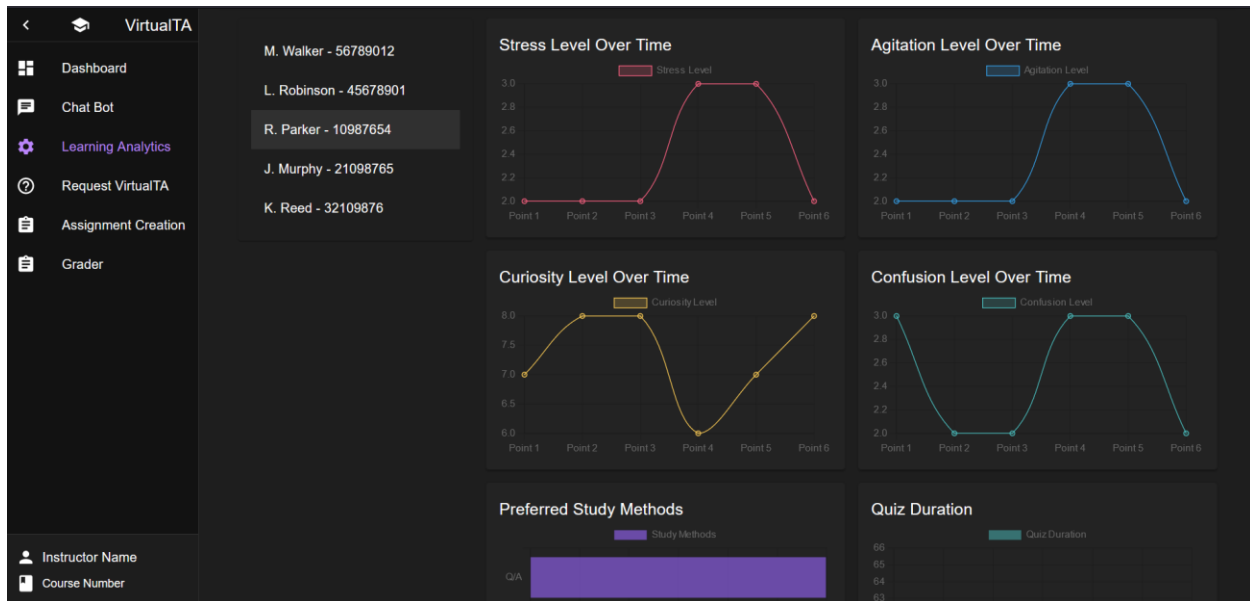 VirtualTA
Dashboard
Chat Bot
Learning Analytics
Request VirtualTA
Assignment Creation
Grader
Instructor Name
Course Number
M. Walker - 56789012
L. Robinson - 45678901
R. Parker - 10987654
J. Murphy - 21098765
K. Reed - 32109876
Stress Level Over Time
Stress Level
3.0
2.8
2.6
2.4
2.2
2.0
Point 1 Point 2 Point 3 Point 4 Point 5 Point 6
Agitation Level Over Time
Agitation Level
3.0
2.8
2.6
2.4
2.2
2.0
Point 1 Point 2 Point 3 Point 4 Point 5 Point 6
Curiosity Level Over Time
Curiosity Level
8.0
7.5
7.0
6.5
6.0
Point 1 Point 2 Point 3 Point 4 Point 5 Point 6
Confusion Level Over Time
Confusion Level
3.0
2.8
2.6
2.4
2.2
2.0
Point 1 Point 2 Point 3 Point 4 Point 5 Point 6
Preferred Study Methods
Study Methods
Q/A
Quiz Duration
Quiz Duration
66
65
64
63